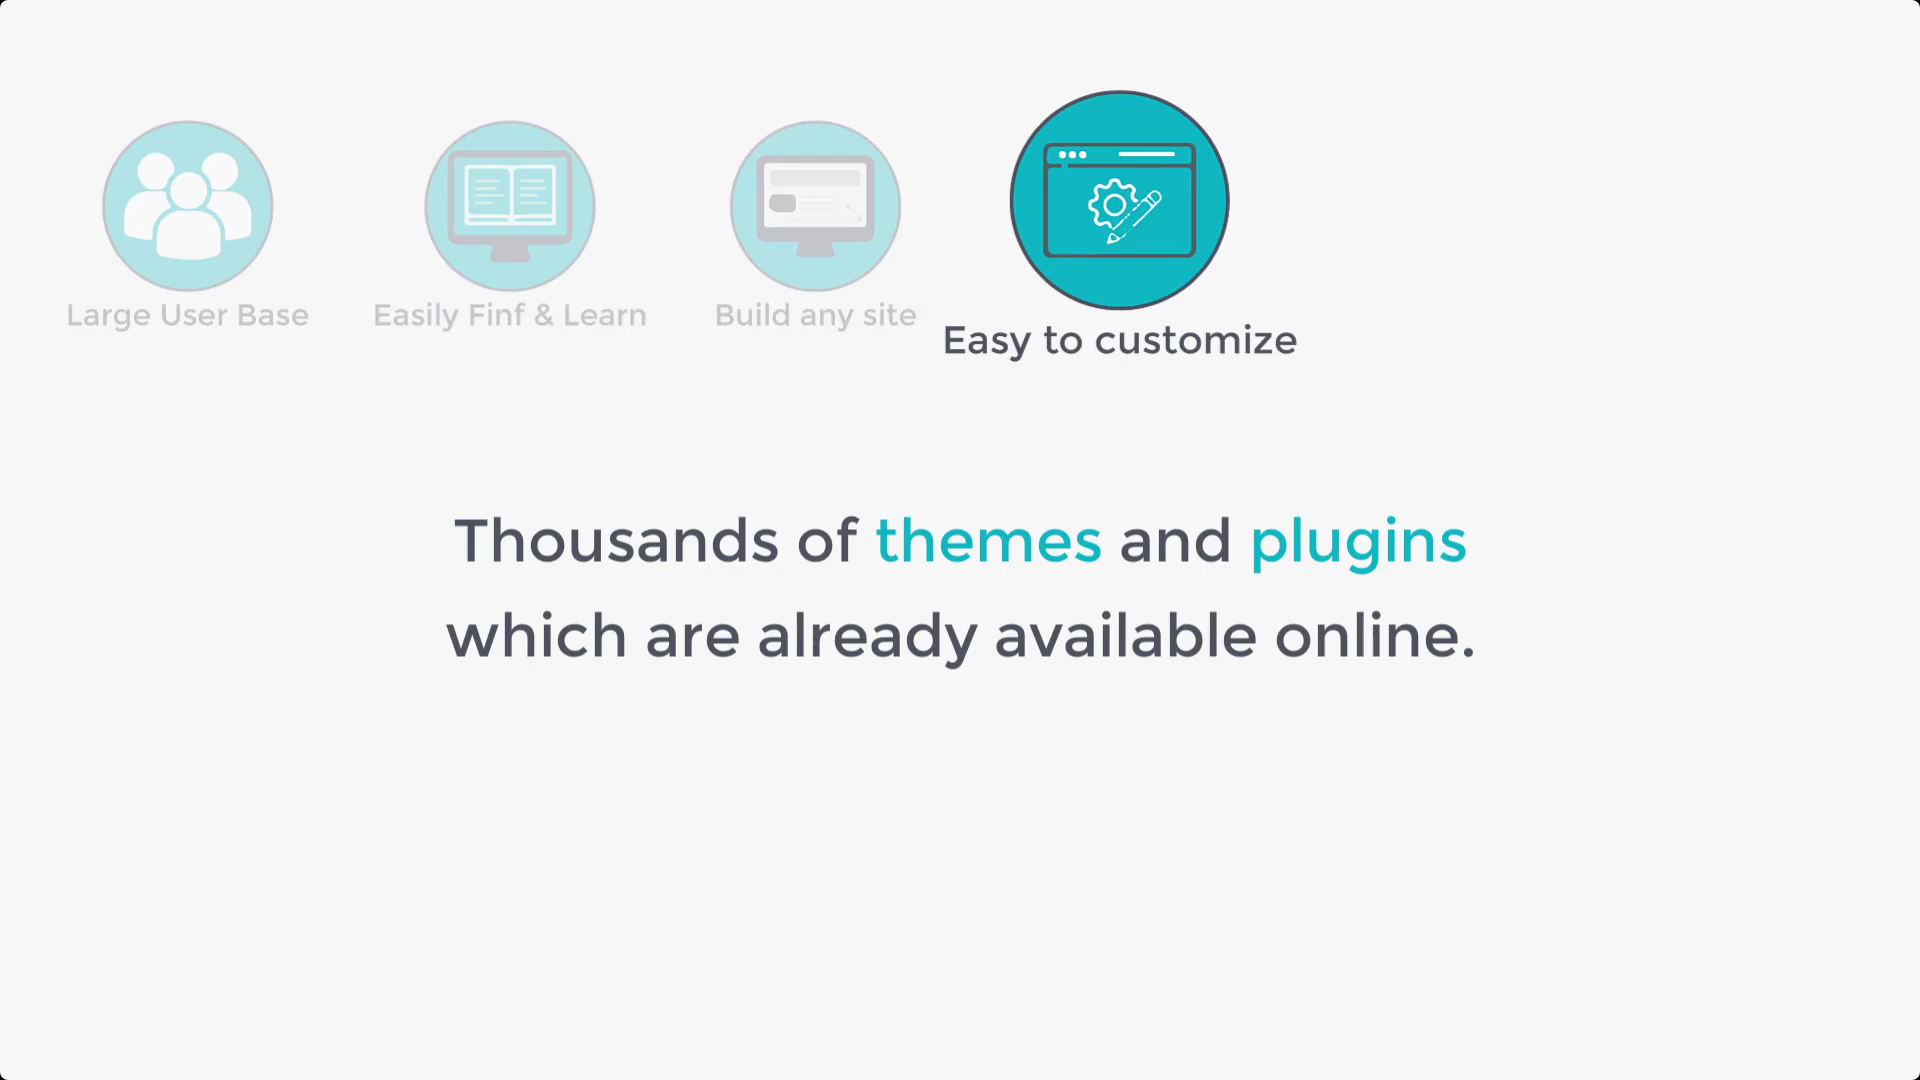 Large User Base
Easily Finf & Learn
Build any site
Easy to customize
Thousands of themes and plugins
which are already available online.